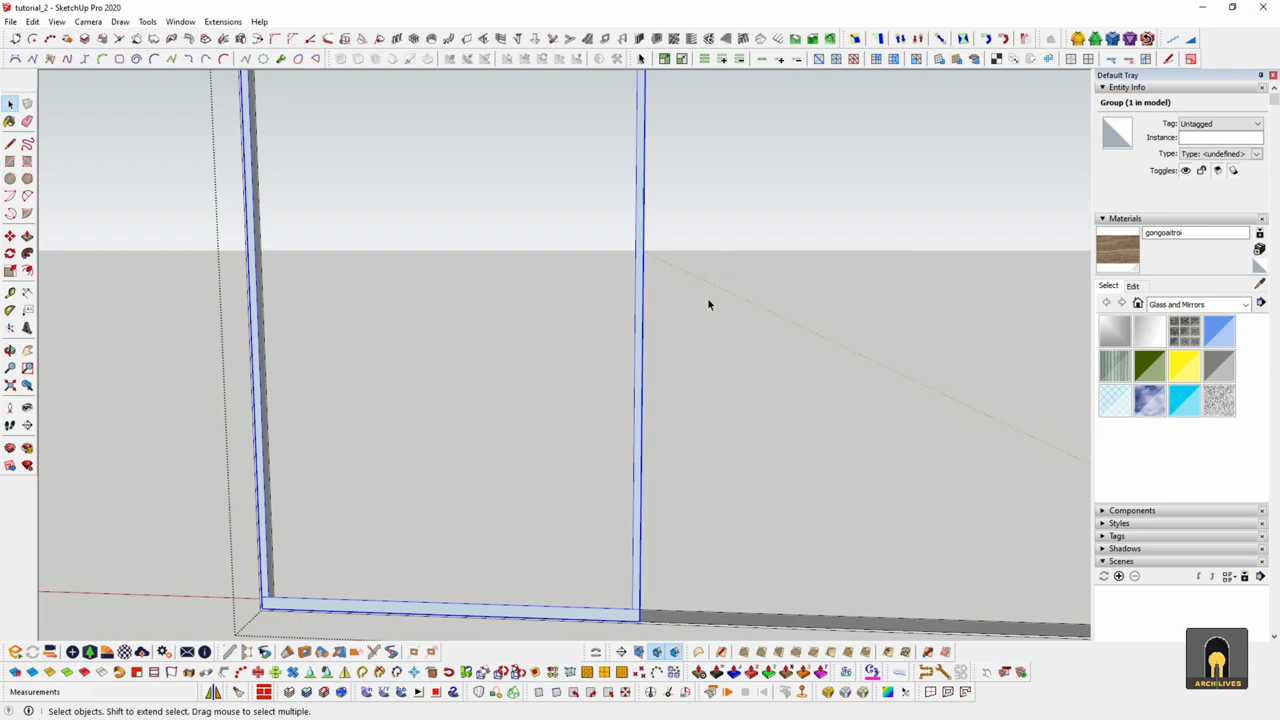 tutorial_2 - SketchUp Pro 2020
File Edit View Camera Draw Tools Window Extensions Help
Default Tray
Entity Info
Group (1 in model)
Tag: Untagged
Instance:
Type: Type: <undefined>
Toggles:
Materials
gongoaitroi
Select Edit
Glass and Mirrors
Components
Styles
Tags
Shadows
Scenes
ARCHLIVES
Measurements
Select objects. Shift to extend select. Drag mouse to select multiple.